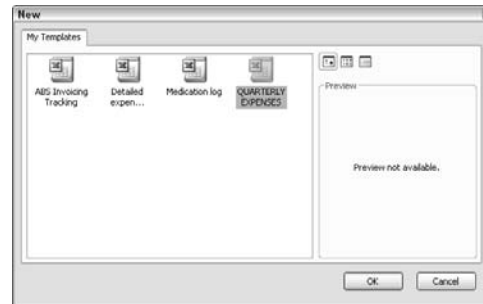 New
My Templates
ABS Invoicing
Tracking
Detailed
expen...
Medication log
QUARTERLY
EXPENSES
Preview
Preview not available.
OK
Cancel